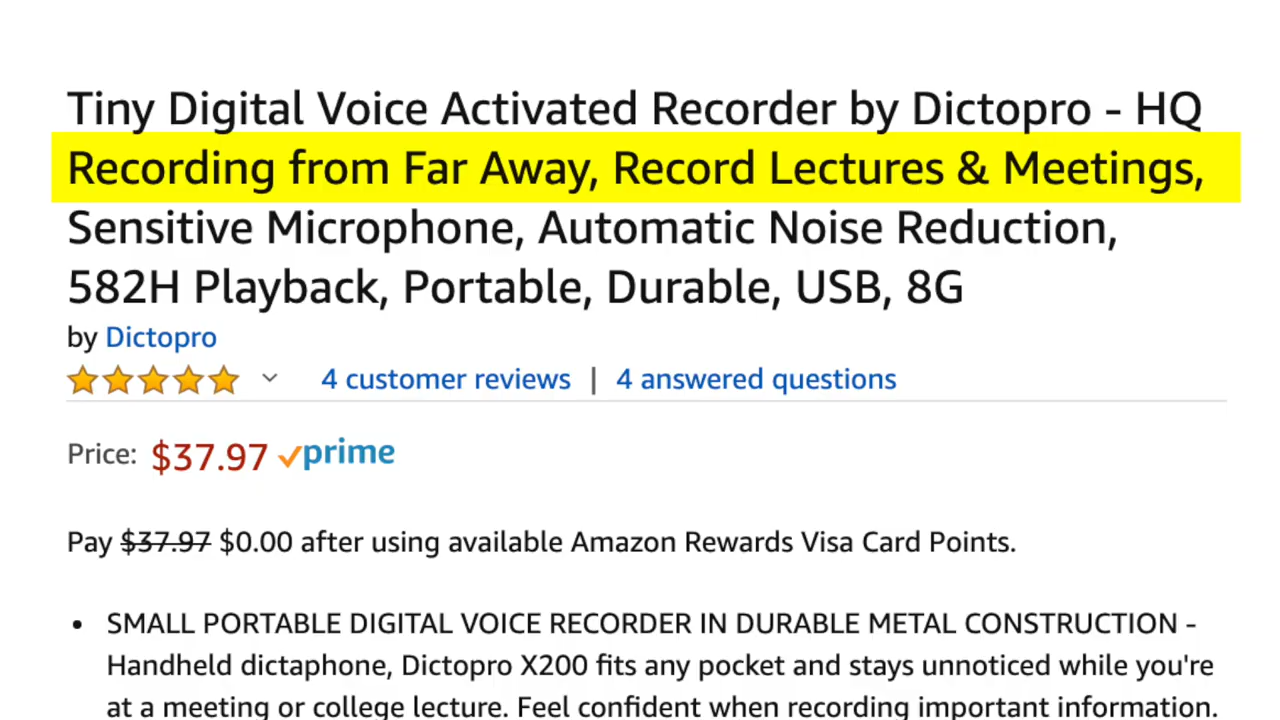 Tiny Digital Voice Activated Recorder by Dictopro - HQ
Recording from Far Away, Record Lectures & Meetings,
Sensitive Microphone, Automatic Noise Reduction,
582H Playback, Portable, Durable, USB, 8G
by Dictopro
4 customer reviews | 4 answered questions
Price: $37.97 prime
Pay $37.97 $0.00 after using available Amazon Rewards Visa Card Points.
• SMALL PORTABLE DIGITAL VOICE RECORDER IN DURABLE METAL CONSTRUCTION -
Handheld dictaphone, Dictopro X200 fits any pocket and stays unnoticed while you're
at a meeting or college lecture. Feel confident when recording important information.